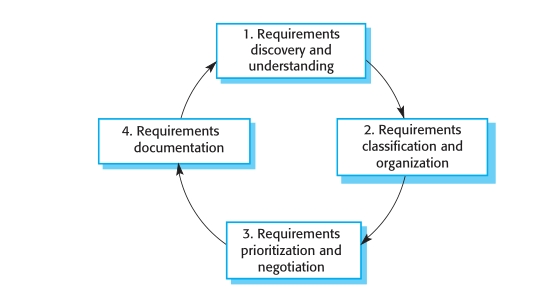 1. Requirements
discovery and
understanding
2. Requirements
classification and
organization
3. Requirements
prioritization and
negotiation
4. Requirements
documentation